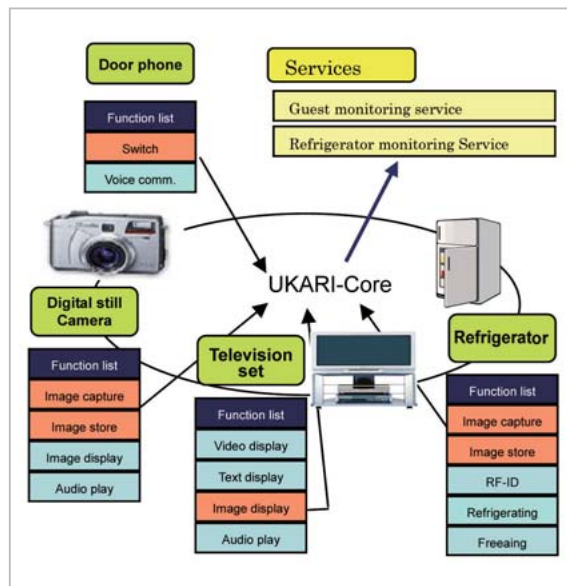 Door phone
Function list
Switch
Voice comm.
Services
Guest monitoring service
Refrigerator monitoring Service
UKARI-Core
Digital still
Camera
Function list
Image capture
Image store
Image display
Audio play
Television
set
Function list
Video display
Text display
Image display
Audio play
Refrigerator
Function list
Image capture
Image store
RF-ID
Refrigerating
Freeaing